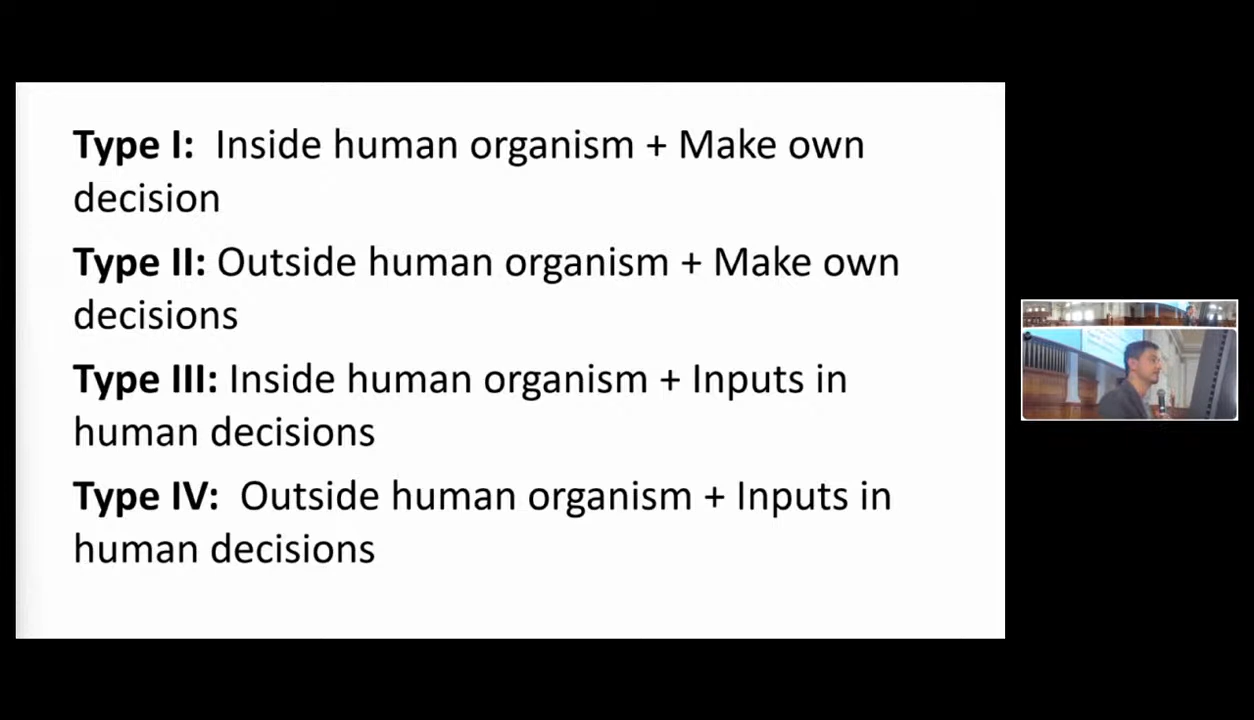 Type I:  Inside human organism + Make own
decision
Type II: Outside human organism + Make own
decisions
Type III: Inside human organism + Inputs in
human decisions
Type IV:  Outside human organism + Inputs in
human decisions